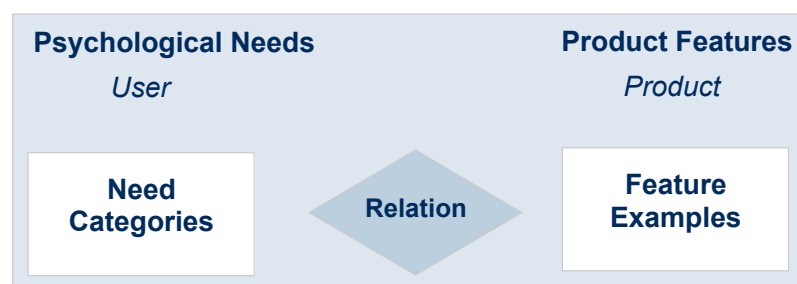 Psychological Needs
User
Need
Categories
Relation
Product Features
Product
Feature
Examples